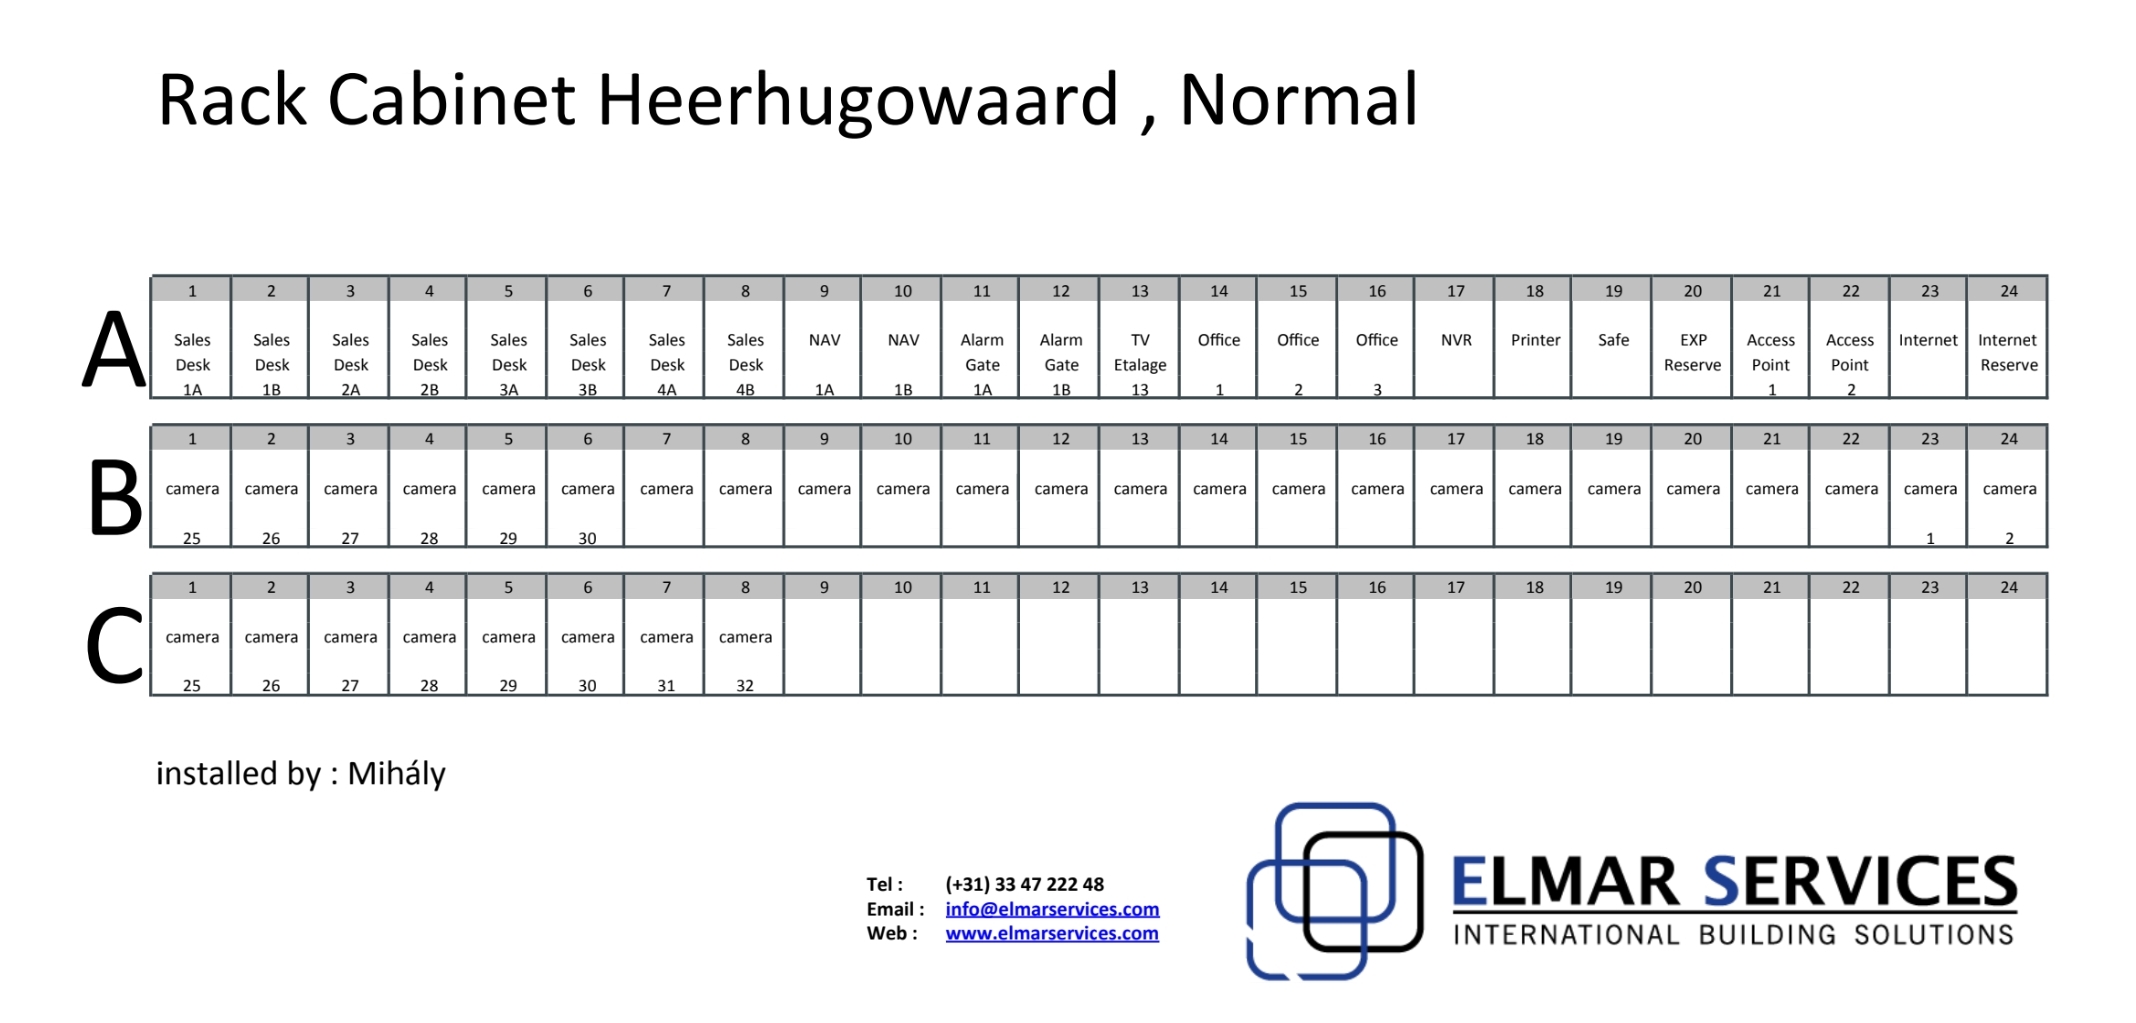 Rack Cabinet Heerhugowaard , Normal
A
1 2 3 4 5 6 7 8 9 10 11 12 13 14 15 16 17 18 19 20 21 22 23 24
Sales Sales Sales Sales Sales Sales Sales Sales NAV NAV Alarm Alarm TV Office Office Office NVR Printer Safe EXP Access Access Internet Internet
Desk Desk Desk Desk Desk Desk Desk Desk Gate Gate Etalage Reserve Point Point Reserve
1A 1B 2A 2B 3A 3B 4A 4B 1A 1B 1A 1B 13 1 2 3 1 2
B
1 2 3 4 5 6 7 8 9 10 11 12 13 14 15 16 17 18 19 20 21 22 23 24
camera camera camera camera camera camera camera camera camera camera camera camera camera camera camera camera camera camera camera camera camera camera camera camera
25 26 27 28 29 30 1 2
C
1 2 3 4 5 6 7 8 9 10 11 12 13 14 15 16 17 18 19 20 21 22 23 24
camera camera camera camera camera camera camera camera
25 26 27 28 29 30 31 32
installed by : Mihály
Tel : (+31) 33 47 222 48
Email : info@elmarservices.com
Web : www.elmarservices.com
ELMAR SERVICES
INTERNATIONAL BUILDING SOLUTIONS